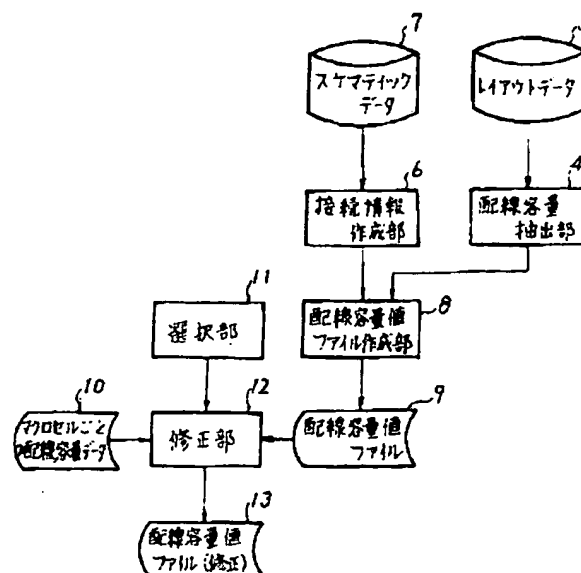 7
スケマティック
データ
レイアウトデータ
6
接続情報
作成部
4
配線容量
抽出部
11
選択部
配線容量値
ファイル作成部
8
10
マクロセルごと
配線容量データ
12
修正部
9
配線容量値
ファイル
13
配線容量値
ファイル(修正)